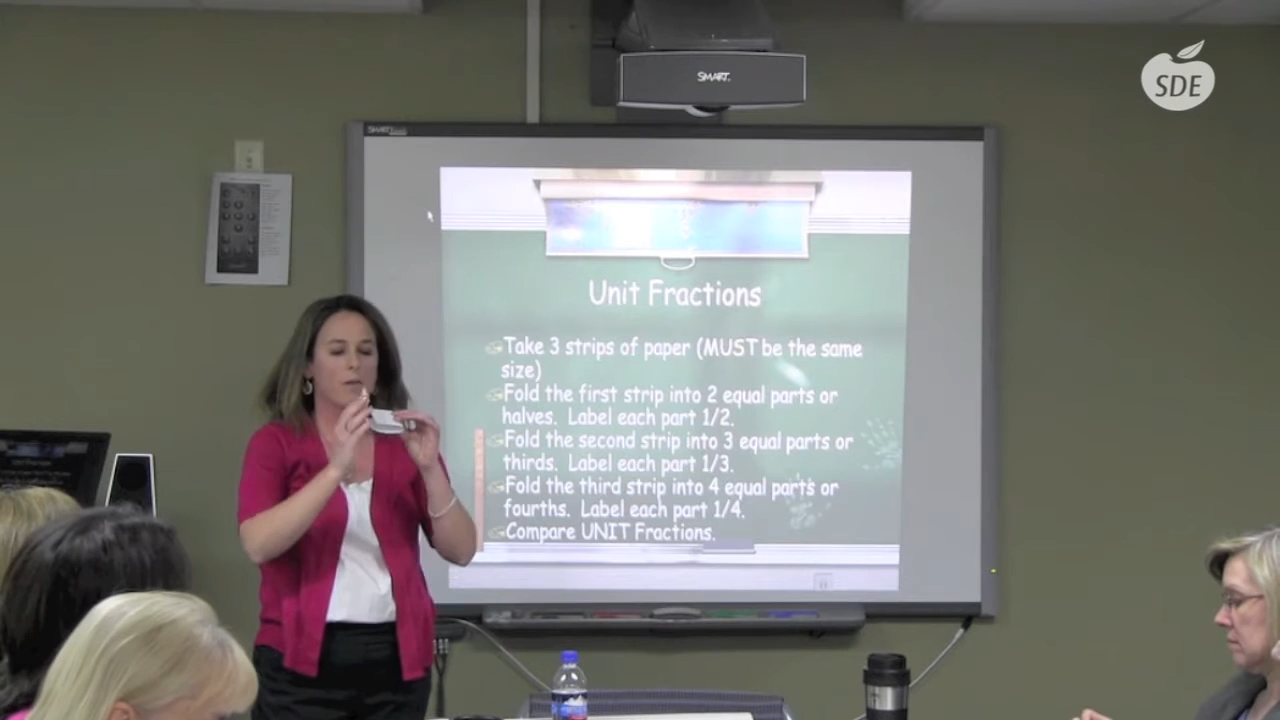 SMART
SDE
SMART
Unit Fractions
Take 3 strips of paper (MUST be the same
size)
Fold the first strip into 2 equal parts or
halves. Label each part 1/2.
Fold the second strip into 3 equal parts or
thirds. Label each part 1/3.
Fold the third strip into 4 equal parts or
fourths. Label each part 1/4.
Compare UNIT Fractions.